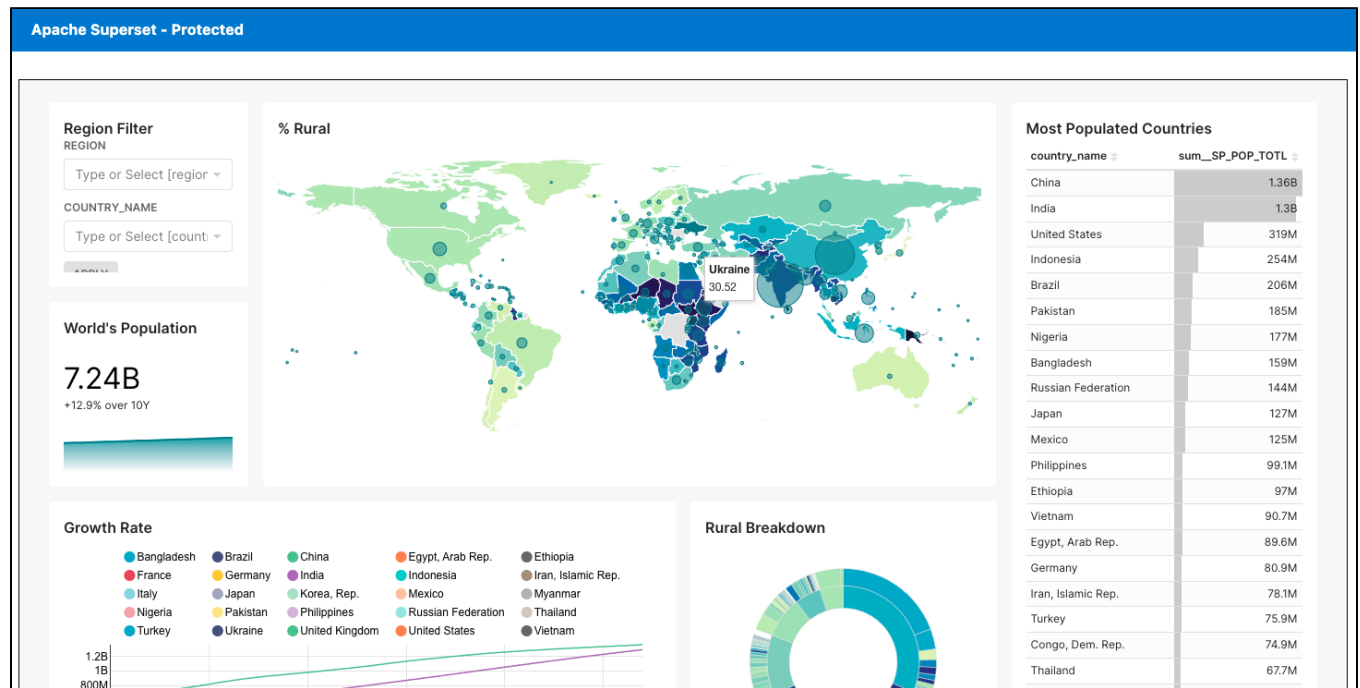 Apache Superset - Protected
Region Filter
REGION
Type or Select [region
COUNTRY_NAME
Type or Select [count
APPLY
World's Population
7.24B
+12.9% over 10Y
% Rural
Ukraine
30.52
Most Populated Countries
country_name sum__SP_POP_TOTL
China 1.36B
India 1.3B
United States 319M
Indonesia 254M
Brazil 206M
Pakistan 185M
Nigeria 177M
Bangladesh 159M
Russian Federation 144M
Japan 127M
Mexico 125M
Philippines 99.1M
Ethiopia 97M
Vietnam 90.7M
Egypt, Arab Rep. 89.6M
Germany 80.9M
Iran, Islamic Rep. 78.1M
Turkey 75.9M
Congo, Dem. Rep. 74.9M
Thailand 67.7M
Growth Rate
Bangladesh Brazil China Egypt, Arab Rep. Ethiopia
France Germany India Indonesia Iran, Islamic Rep.
Italy Japan Korea, Rep. Mexico Myanmar
Nigeria Pakistan Philippines Russian Federation Thailand
Turkey Ukraine United Kingdom United States Vietnam
1.2B
1B
800M
Rural Breakdown